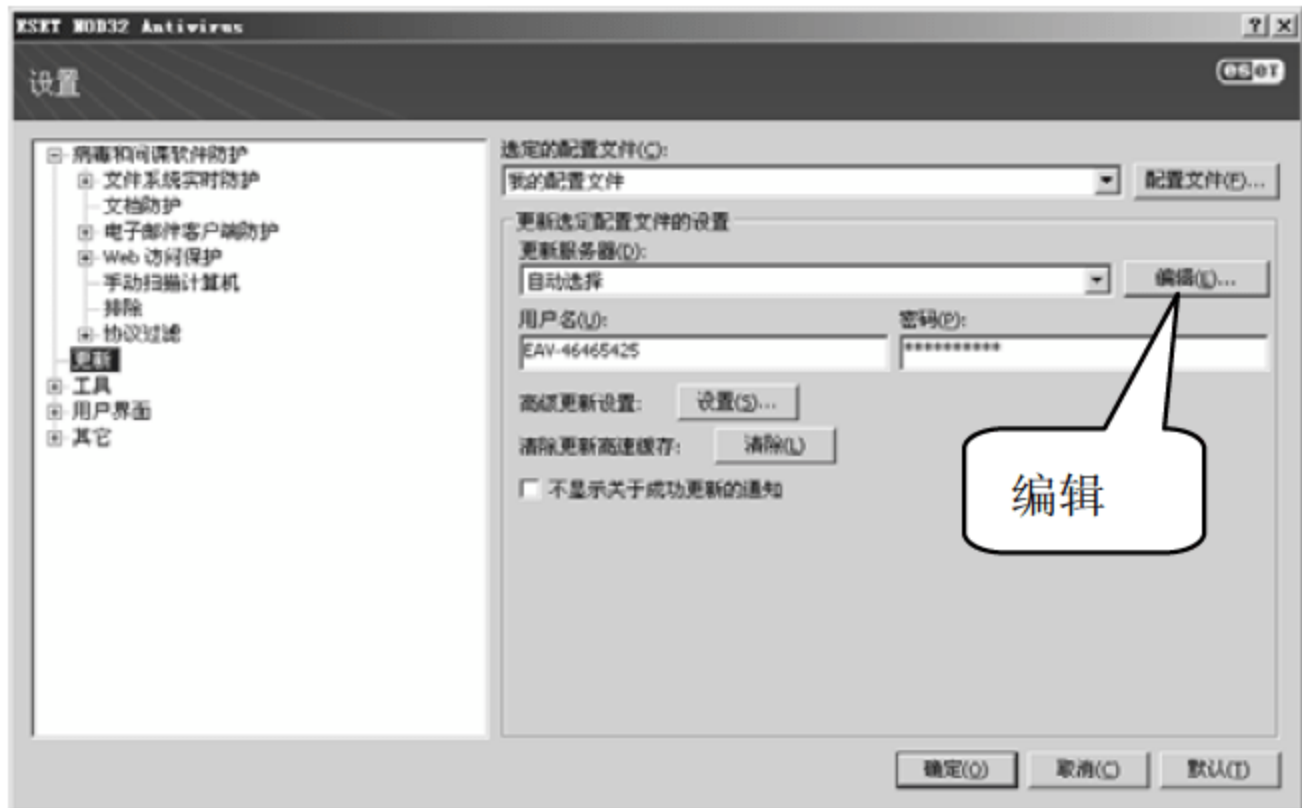 ESET NOD32 Antivirus
设置
eseT
病毒和间谍软件防护
文件系统实时防护
文档防护
电子邮件客户端防护
Web 访问保护
手动扫描计算机
排除
协议过滤
更新
工具
用户界面
其它
选定的配置文件(C):
我的配置文件
配置文件(F)...
更新选定配置文件的设置
更新服务器(D):
自动选择
编辑(E)...
用户名(U):
密码(P):
EAV-46465425
**********
高级更新设置:
设置(S)...
清除更新高速缓存:
清除(L)
不显示关于成功更新的通知
编辑
确定(O)
取消(C)
默认(T)